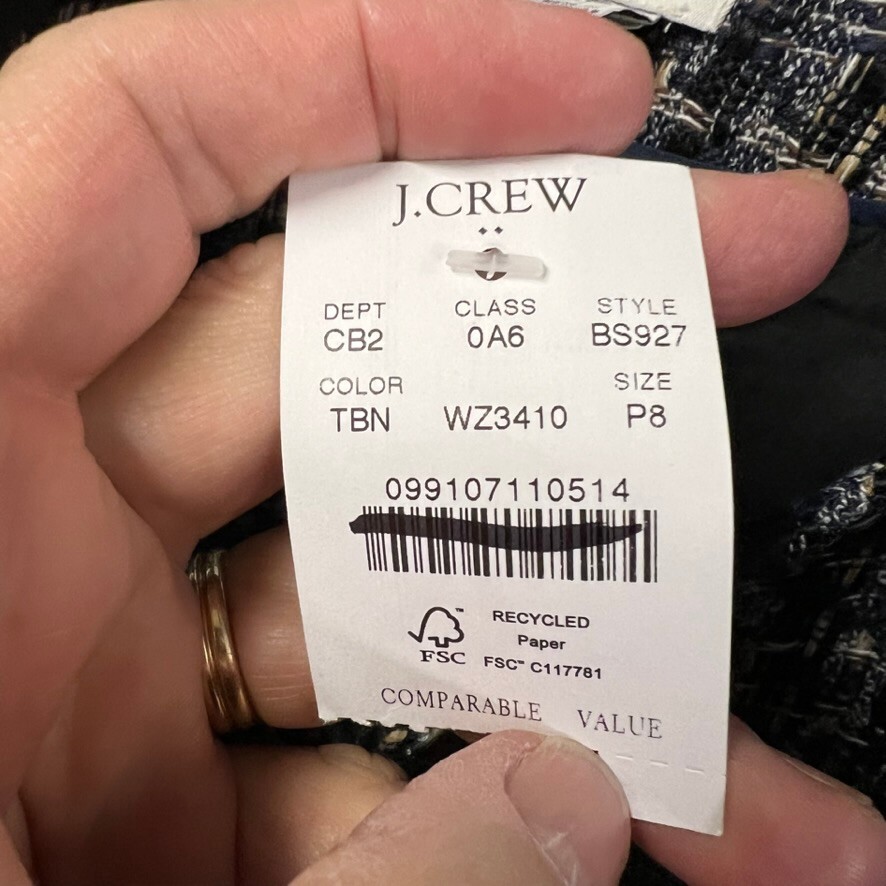 J.CREW
DEPT CLASS STYLE
CB2 0A6 BS927
COLOR SIZE
TBN WZ3410 P8
099107110514
RECYCLED
Paper
FSC™ C117781
FSC
™
COMPARABLE VALUE